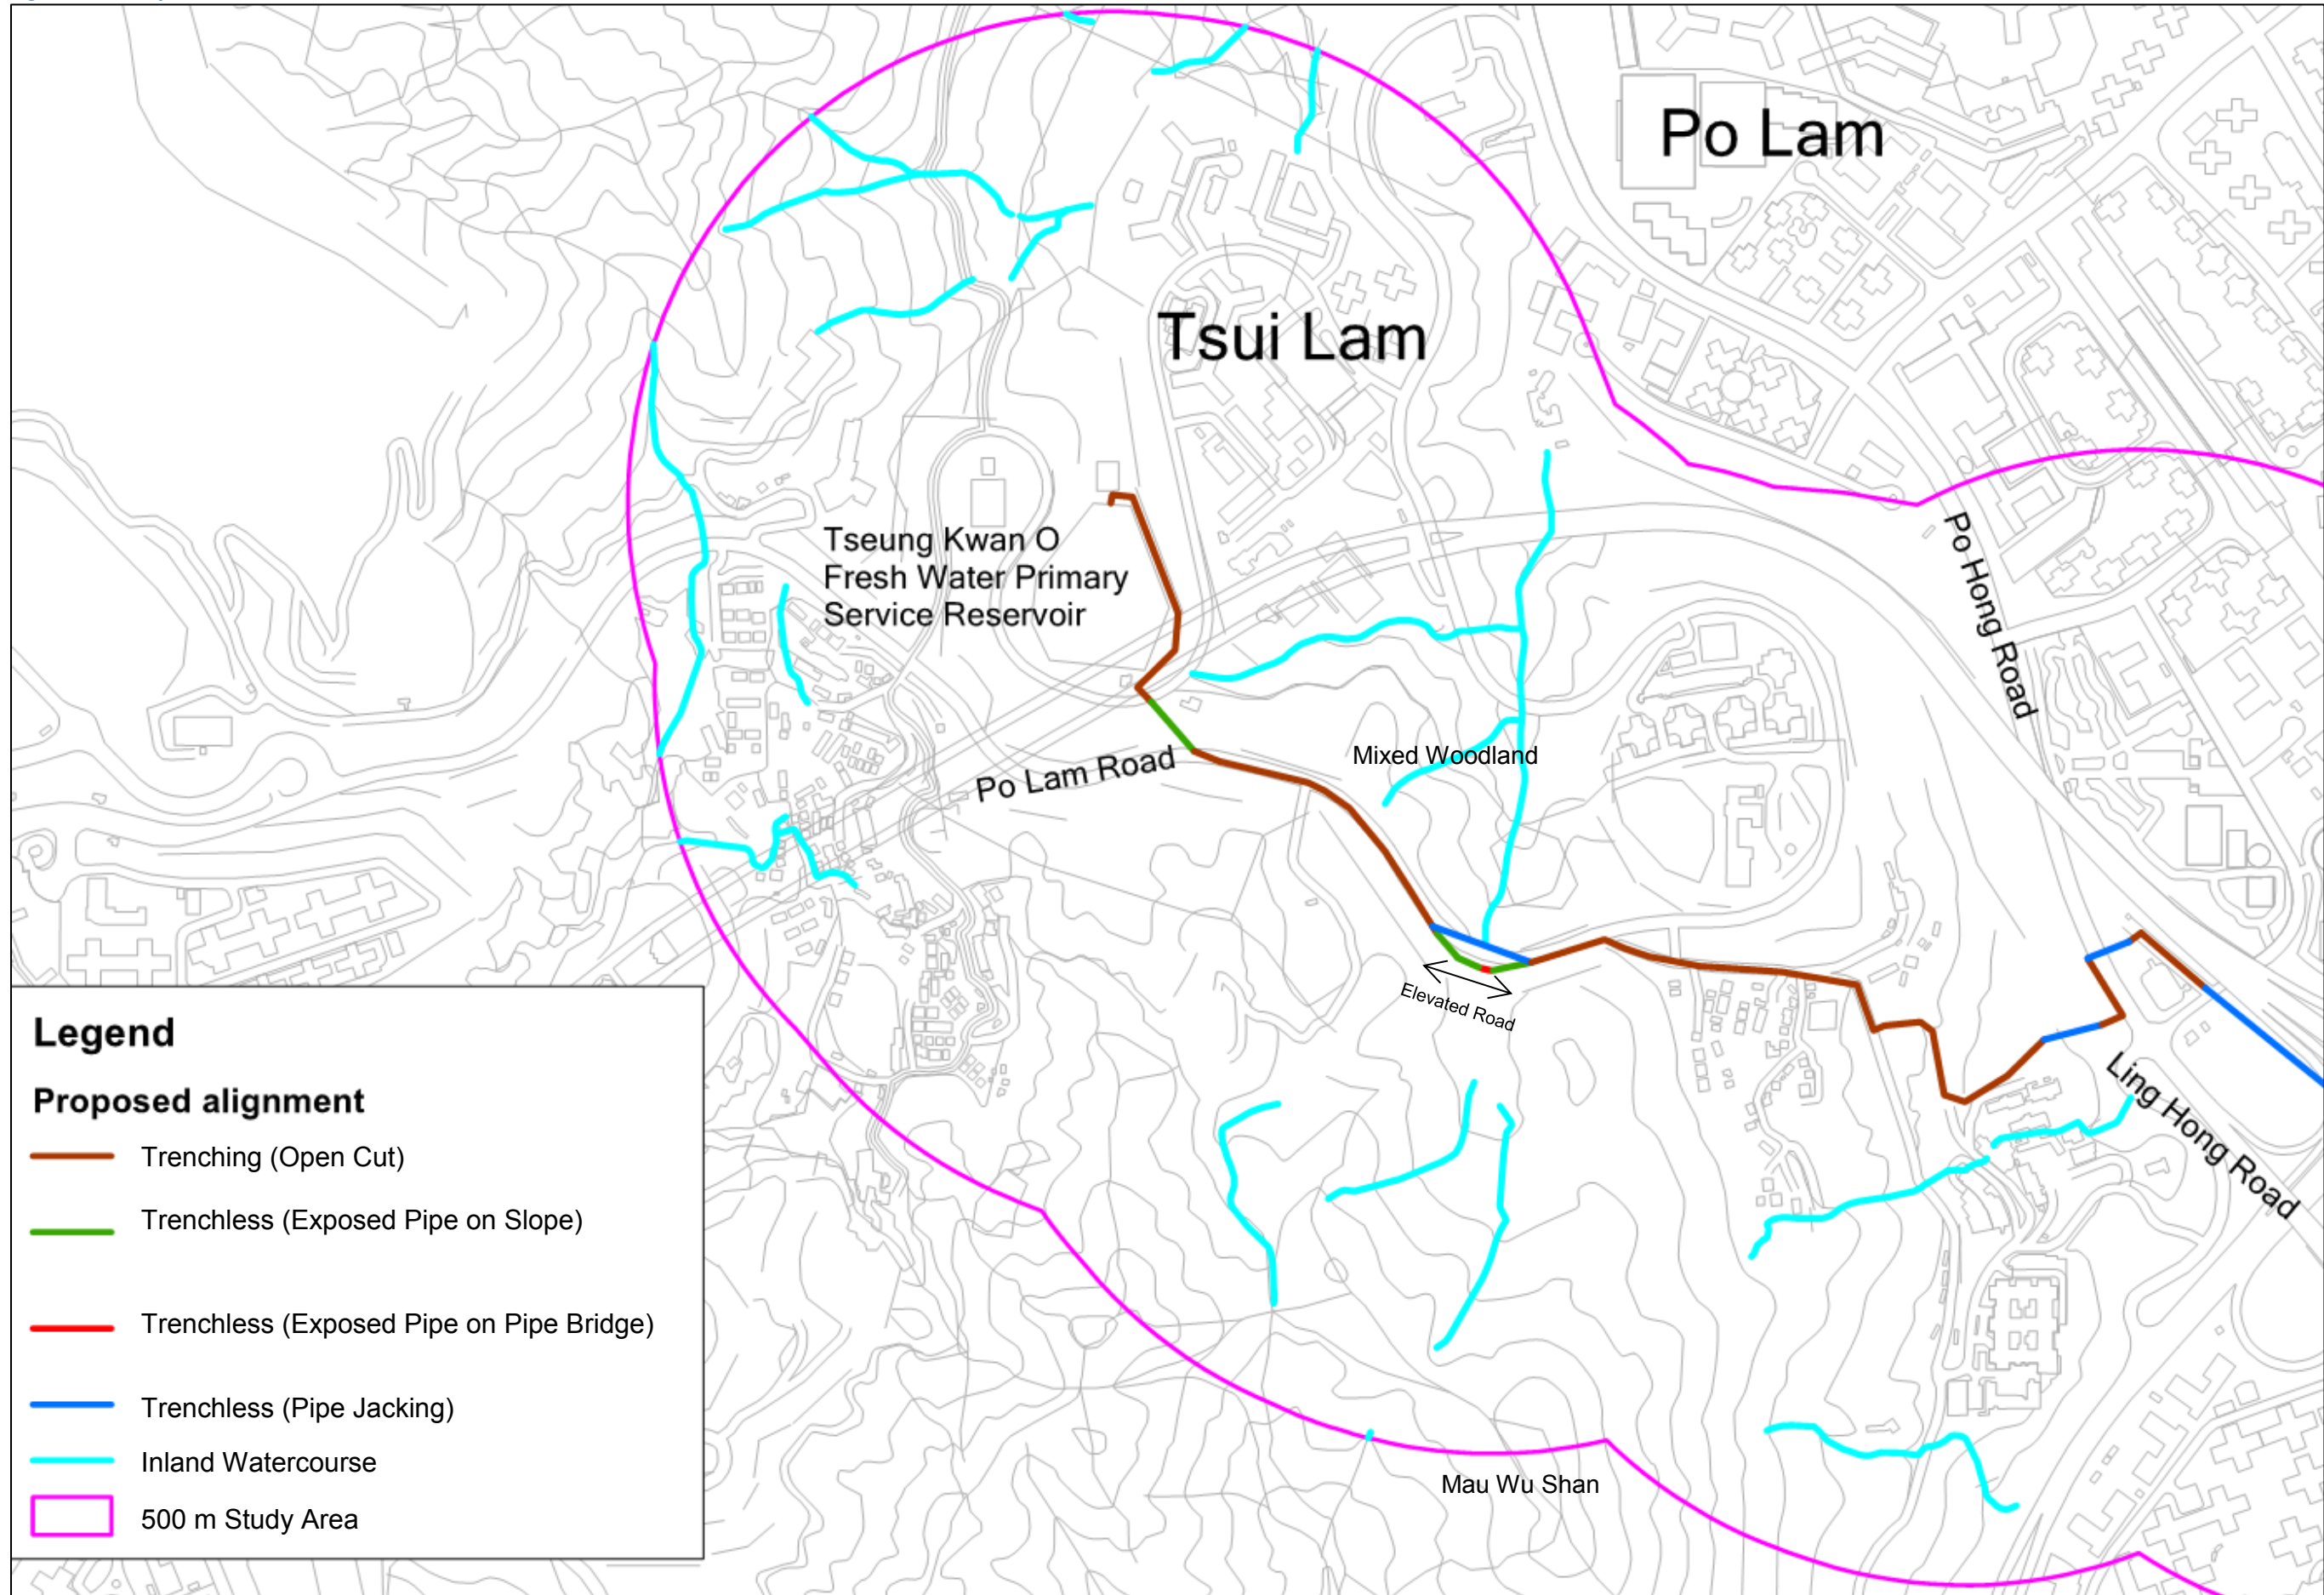 Po Lam
Tsui Lam
Tseung Kwan O
Fresh Water Primary
Service Reservoir
Po Hong Road
Po Lam Road
Mixed Woodland
Elevated Road
Ling Hong Road
Mau Wu Shan
Legend
Proposed alignment
Trenching (Open Cut)
Trenchless (Exposed Pipe on Slope)
Trenchless (Exposed Pipe on Pipe Bridge)
Trenchless (Pipe Jacking)
Inland Watercourse
500 m Study Area